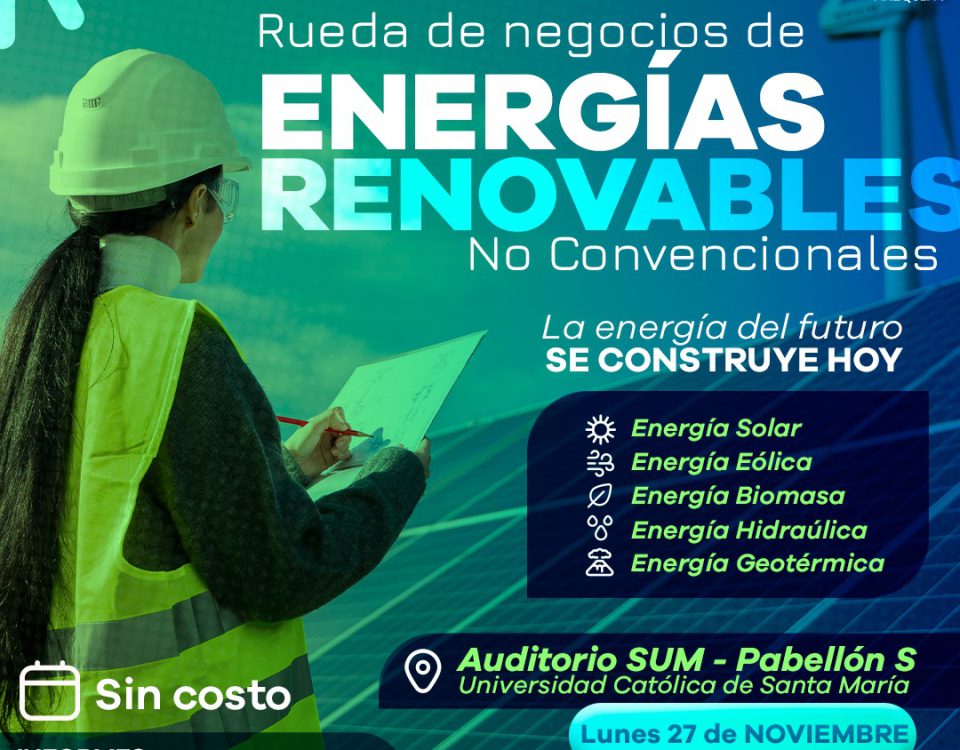 Rueda de negocios de
ENERGÍAS
RENOVABLES
No Convencionales
La energía del futuro
SE CONSTRUYE HOY
Energía Solar
Energía Eólica
Energía Biomasa
Energía Hidraúlica
Energía Geotérmica
Auditorio SUM - Pabellón S
Universidad Católica de Santa María
Sin costo
Lunes 27 de NOVIEMBRE